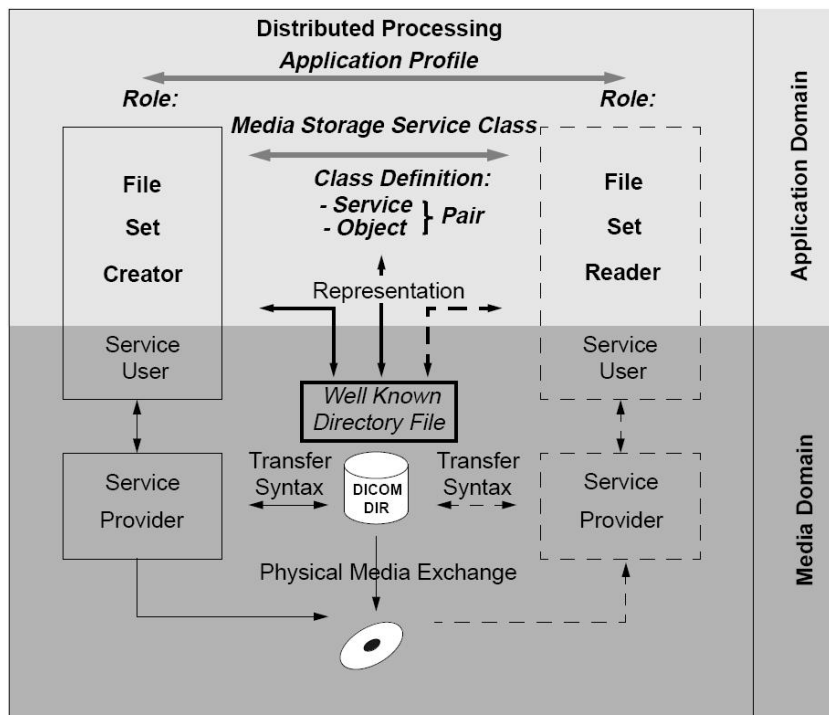 Distributed Processing
Application Profile
Role:
Role:
Media Storage Service Class
Class Definition:
- Service
- Object
} Pair
File
Set
Creator
File
Set
Reader
Representation
Service
User
Service
User
Well Known
Directory File
Service
Provider
Transfer
Syntax
DICOM
DIR
Transfer
Syntax
Service
Provider
Physical Media Exchange
Application Domain
Media Domain